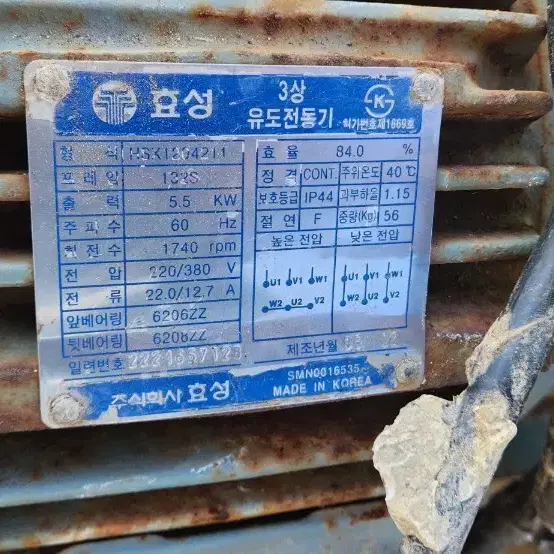 효성
3상
유도전동기
K
허가번호제1669호
형 식 HSK1204211
프레임 132S
출 력 5.5 KW
주파수 60 Hz
회전수 1740 rpm
전 압 220/380 V
전 류 22.0/12.7 A
앞베어링 6206ZZ
뒷베어링 6206ZZ
일련번호
효 율 84.0 %
정 격 CONT. 주위온도 40℃
보호등급 IP44 과부하율 1.15
절 연 F 중량(Kg) 56
높은 전압 낮은 전압
U1 V1 W1 U1 V1 W1
W2 U2 V2 W2 U2 V2
제조년월
주식회사 효성
SMN0016535
MADE IN KOREA